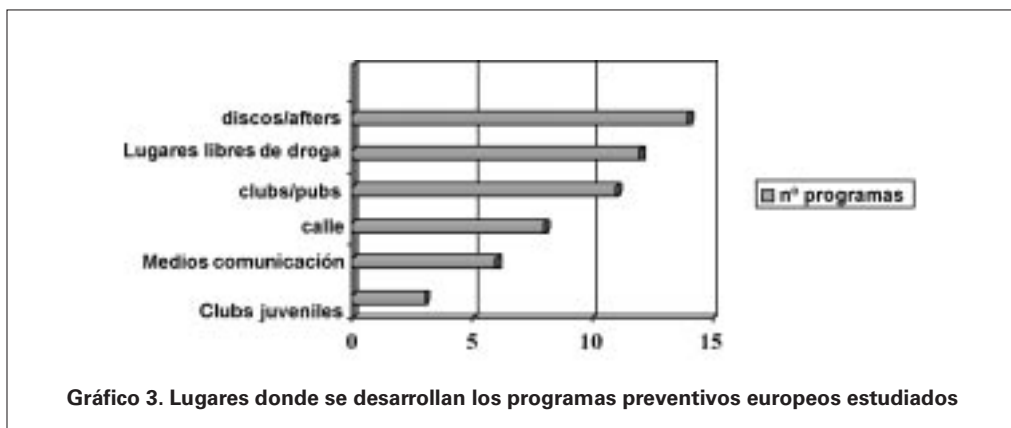 discos/afters
Lugares libres de droga
clubs/pubs
calle
Medios comunicación
Clubs juveniles
0 5 10 15
nº programas
Gráfico 3. Lugares donde se desarrollan los programas preventivos europeos estudiados